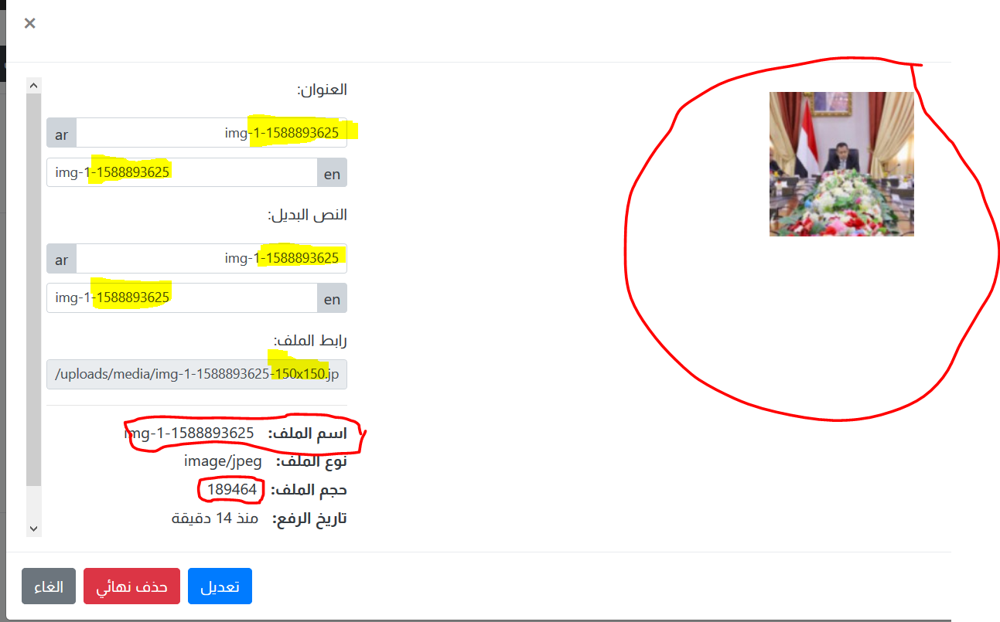 ×
العنوان:
ar img-1-1588893625
img-1-1588893625 en
النص البديل:
ar img-1-1588893625
img-1-1588893625 en
رابط الملف:
/uploads/media/img-1-1588893625-150x150.jp
اسم الملف: img-1-1588893625
نوع الملف: image/jpeg
حجم الملف: 189464
تاريخ الرفع: منذ 14 دقيقة
تعديل
حذف نهائي
الغاء